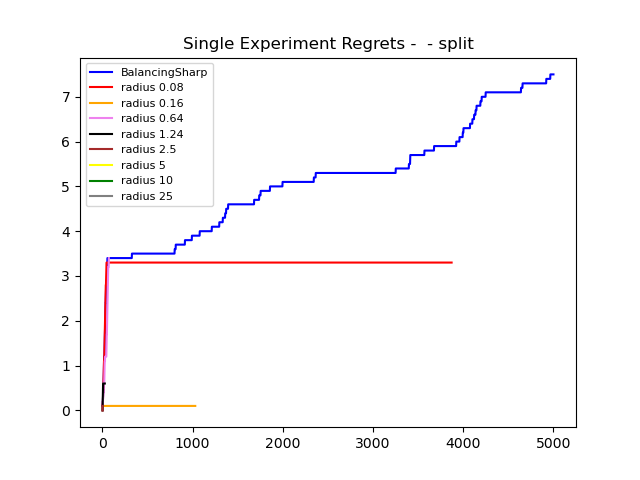 Single Experiment Regrets -  - split
BalancingSharp
radius 0.08
radius 0.16
radius 0.64
radius 1.24
radius 2.5
radius 5
radius 10
radius 25
7
6
5
4
3
2
1
0
0 1000 2000 3000 4000 5000